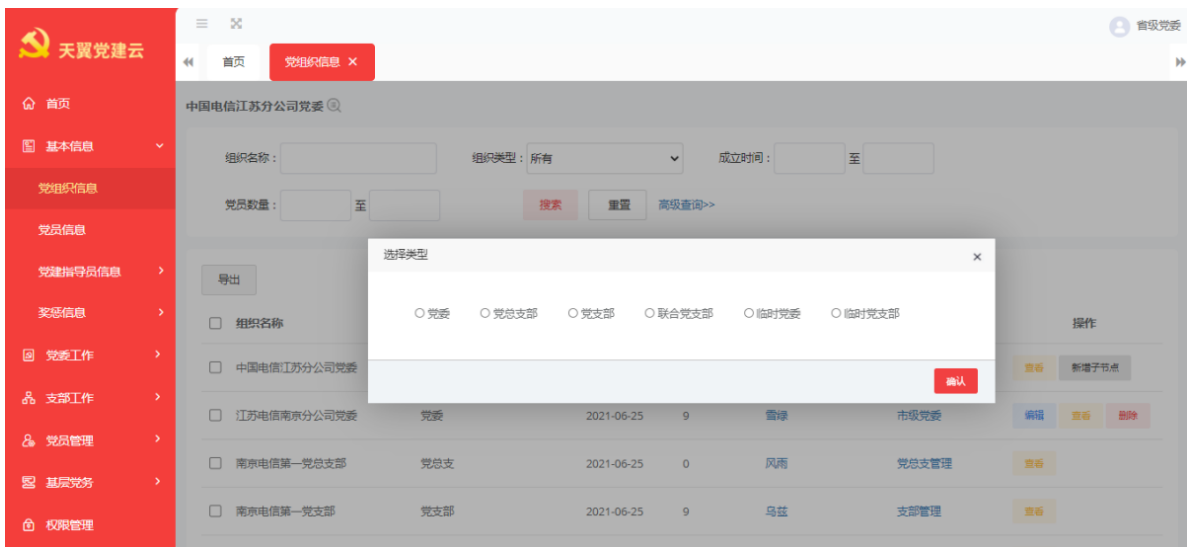 省级党委
天翼党建云
首页
党组织信息 ×
首页
中国电信江苏分公司党委
基本信息
组织名称：
组织类型：
所有
成立时间：
至
党组织信息
党员数量：
至
搜索
重置
高级查询>>
党员信息
选择类型
×
党建指导员信息
导出
奖惩信息
党委
党总支部
党支部
联合党支部
临时党委
临时党支部
组织名称
操作
党委工作
中国电信江苏分公司党委
查看
新增子节点
确认
支部工作
江苏电信南京分公司党委
党委
2021-06-25
9
雪绿
市级党委
编辑
查看
删除
党员管理
南京电信第一党总支部
党总支
2021-06-25
0
风雨
党总支管理
查看
基层党务
南京电信第一党支部
党支部
2021-06-25
9
乌兹
支部管理
查看
权限管理